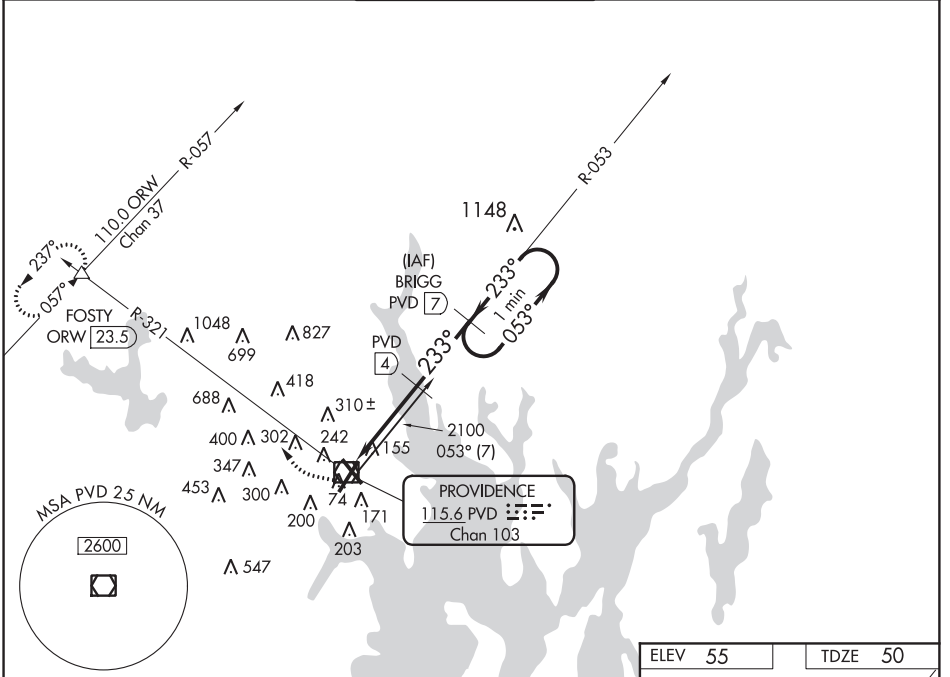 R-057
R-053
110.0 ORW
Chan 37
1148
237°
057°
(IAF)
BRIGG
PVD 7
233°
1 min
053°
FOSTY
ORW 23.5
R-321
1048
699
827
PVD
4
233°
418
688
310±
2100
053° (7)
400
302
242
155
347
453
300
74
200
171
203
547
PROVIDENCE
115.6 PVD
Chan 103
MSA PVD 25 NM
2600
ELEV 55
TDZE 50